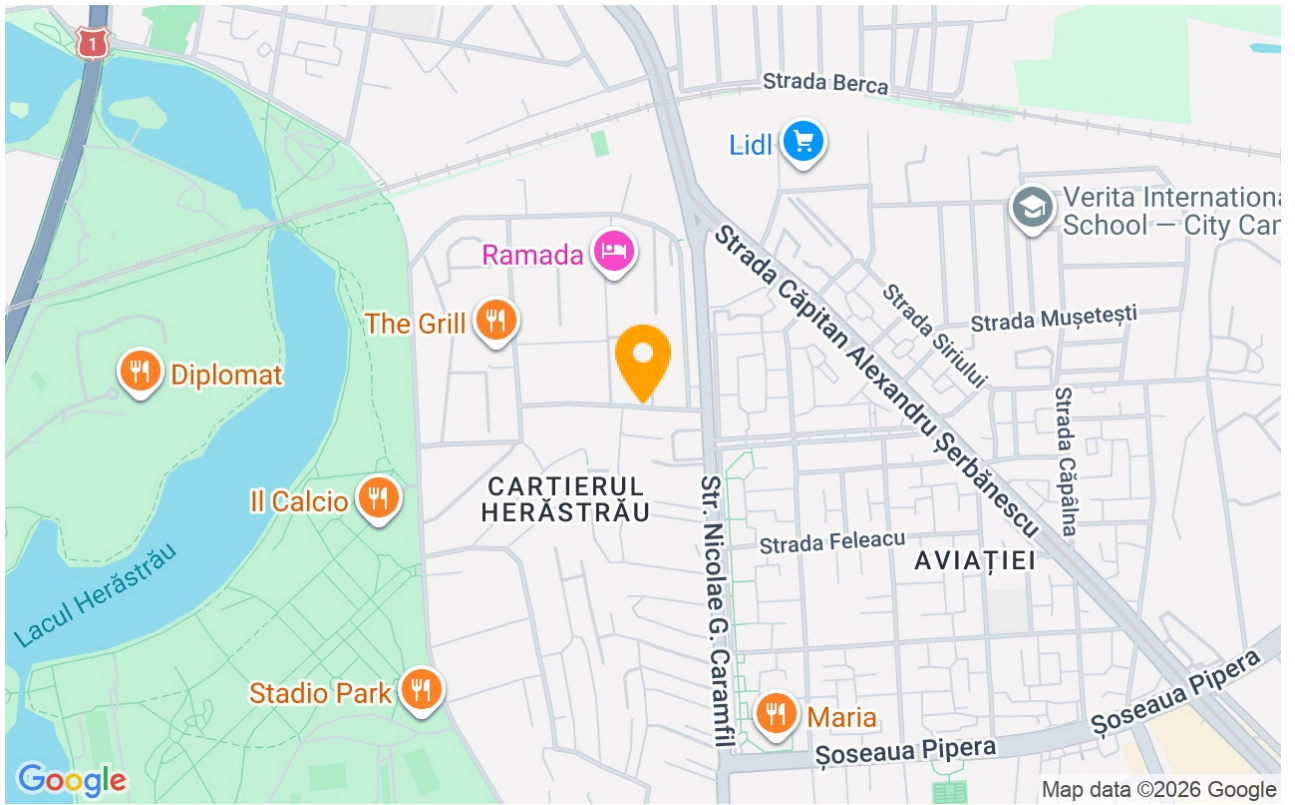 1
Strada Berca
Lidl
Verita Internationa
School — City Car
Ramada
Strada Căpitan Alexandru Șerbănescu
Strada Siriului
Strada Mușetești
The Grill
Diplomat
Strada Căpâlna
CARTIERUL
HERĂSTRĂU
Il Calcio
Str. Nicolae G. Caramfil
Strada Feleacu
AVIAȚIEI
Lacul Herăstrău
Stadio Park
Maria
Șoseaua Pipera
Șoseaua Pipera
Google
Map data ©2026 Google